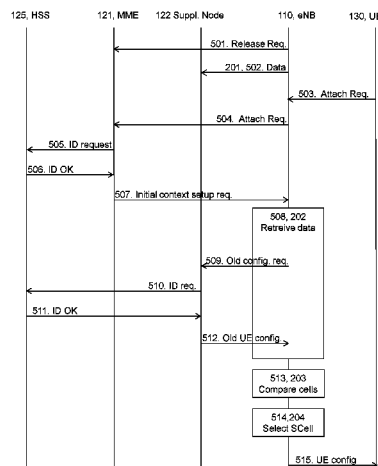 125, HSS
121, MME
122 Suppl. Node
110, eNB
130, UE
501. Release Req.
201, 502. Data
503. Attach Req.
504. Attach Req.
505. ID request
506. ID OK
507. Initial context setup req.
508, 202
Retreive data
509. Old config. req.
510. ID req.
511. ID OK
512. Old UE config.
513, 203
Compare cells
514,204
Select SCell
515. UE config